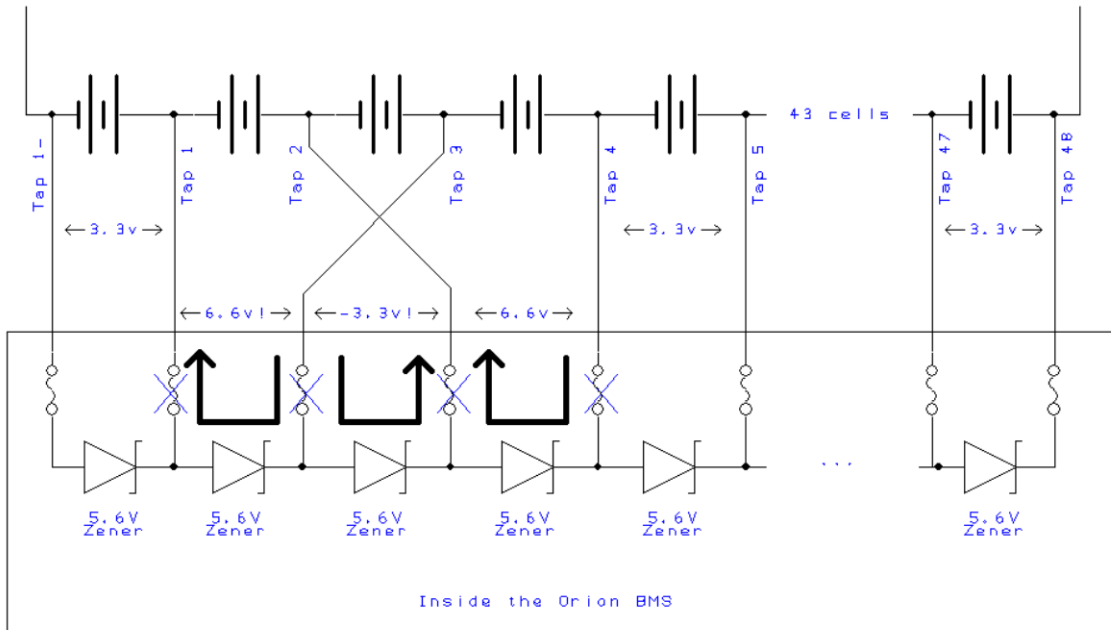 43 cells
Tap 1-
Tap 1
Tap 2
Tap 3
Tap 4
Tap 5
Tap 47
Tap 48
3.3v
3.3v
3.3v
6.6v!
-3.3v!
6.6v
...
5.6V
Zener
5.6V
Zener
5.6V
Zener
5.6V
Zener
5.6V
Zener
5.6V
Zener
Inside the Orion BMS